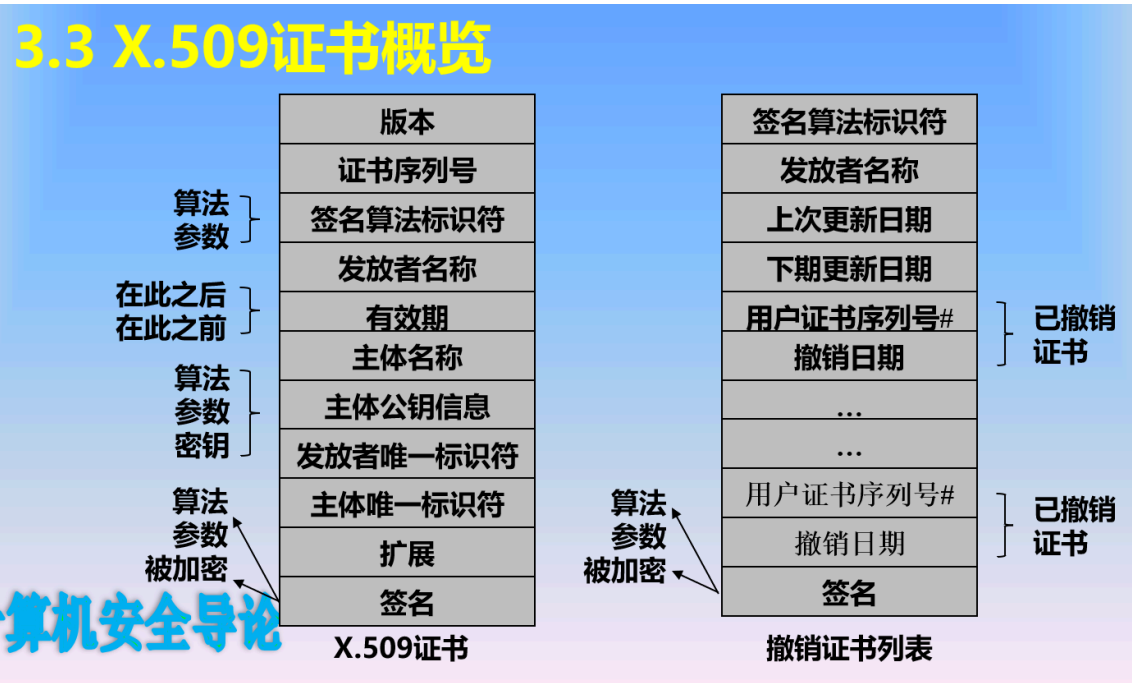 3.3 X.509证书概览
版本
证书序列号
算法
参数
签名算法标识符
发放者名称
在此之后
在此之前
有效期
主体名称
算法
参数
密钥
主体公钥信息
发放者唯一标识符
主体唯一标识符
扩展
算法
参数
被加密
签名
X.509证书
签名算法标识符
发放者名称
上次更新日期
下期更新日期
用户证书序列号#
撤销日期
已撤销
证书
...
...
用户证书序列号#
撤销日期
已撤销
证书
算法
参数
被加密
签名
撤销证书列表
算机安全导论